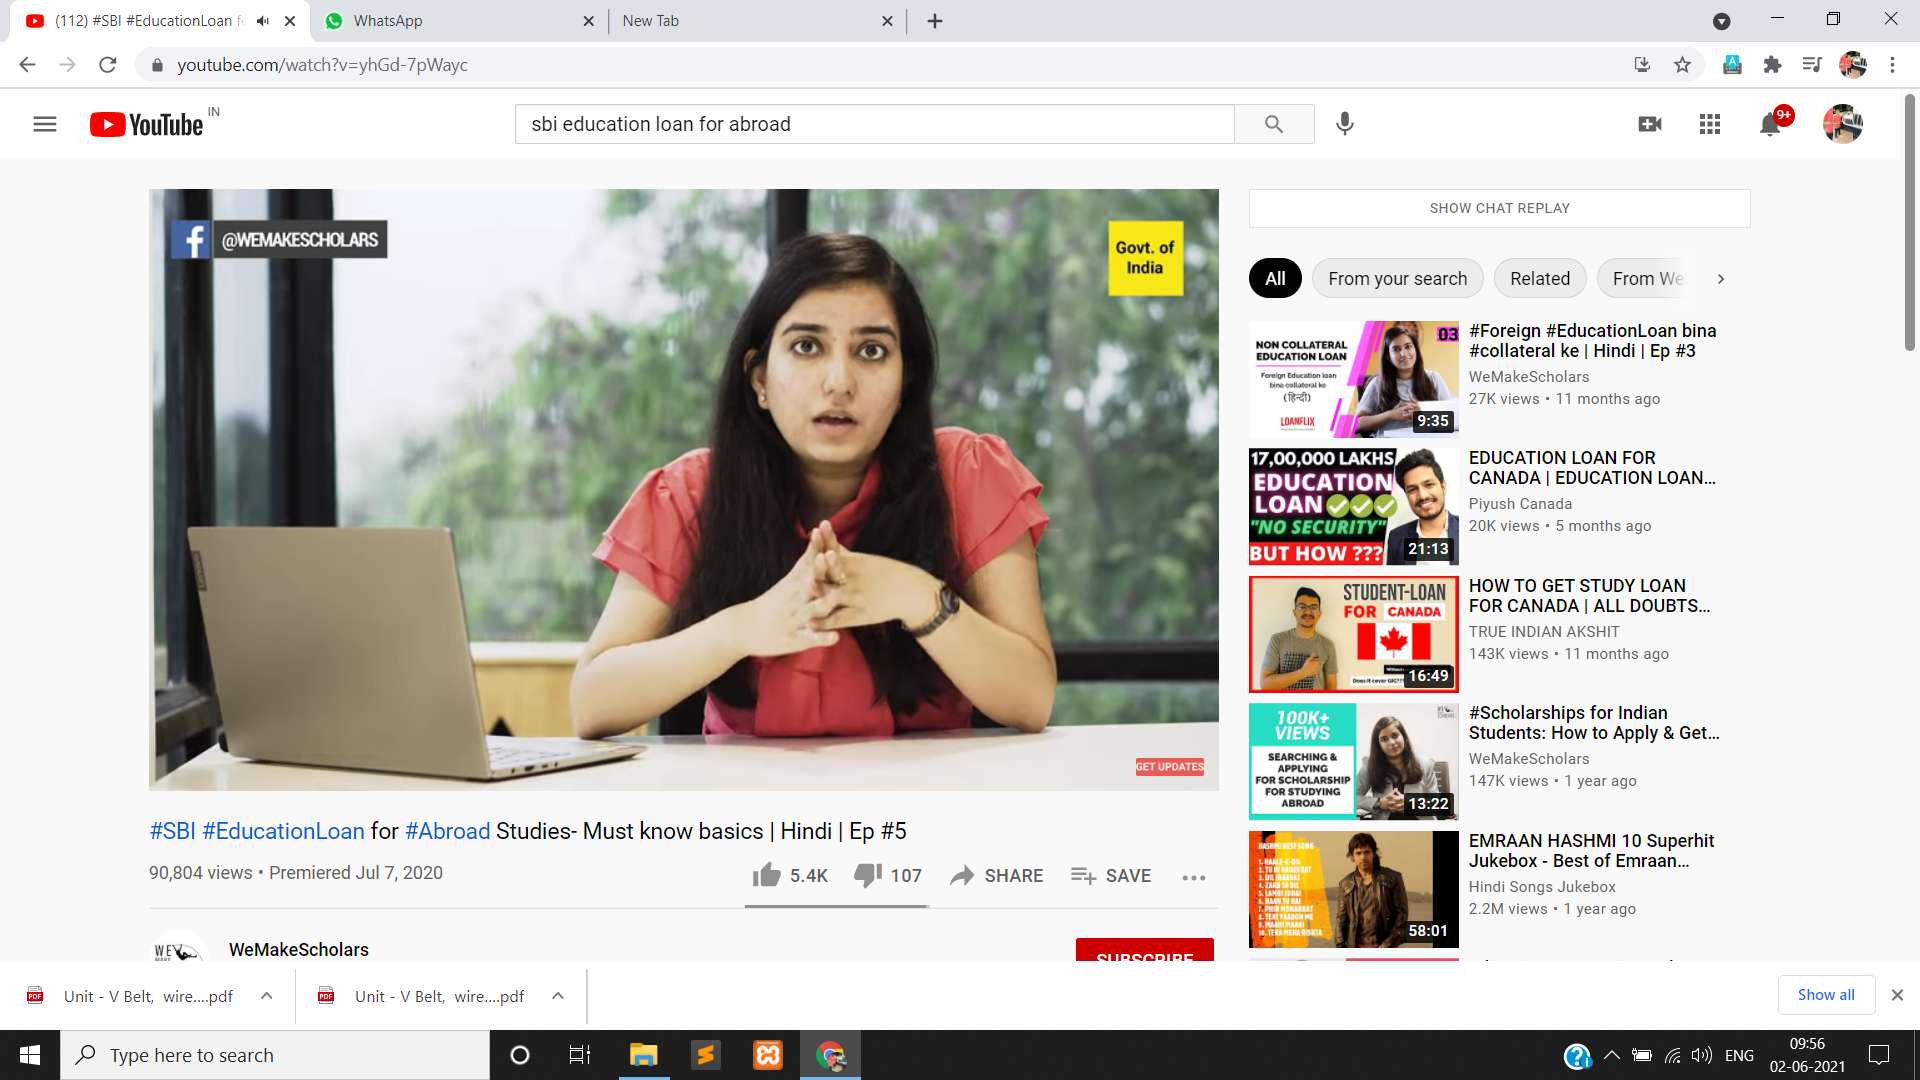 (112) #SBI #EducationLoan fo
WhatsApp
New Tab
youtube.com/watch?v=yhGd-7pWayc
YouTube IN
sbi education loan for abroad
9+
@WEMAKESCHOLARS
Govt. of
India
GET UPDATES
#SBI #EducationLoan for #Abroad Studies- Must know basics | Hindi | Ep #5
90,804 views • Premiered Jul 7, 2020
5.4K
107
SHARE
SAVE
WeMakeScholars
SUBSCRIBE
SHOW CHAT REPLAY
All
From your search
Related
From We
NON COLLATERAL
EDUCATION LOAN
Foreign Education loan
bina collateral ke
(हिन्दी)
LOANFLIX
03
9:35
#Foreign #EducationLoan bina
#collateral ke | Hindi | Ep #3
WeMakeScholars
27K views • 11 months ago
17,00,000 LAKHS
EDUCATION
LOAN
"NO SECURITY"
BUT HOW ???
21:13
EDUCATION LOAN FOR
CANADA | EDUCATION LOAN...
Piyush Canada
20K views • 5 months ago
STUDENT-LOAN
FOR CANADA
Does it cover GIC??
16:49
HOW TO GET STUDY LOAN
FOR CANADA | ALL DOUBTS...
TRUE INDIAN AKSHIT
143K views • 11 months ago
100K+
VIEWS
SEARCHING &
APPLYING
FOR SCHOLARSHIP
FOR STUDYING
ABROAD
13:22
#Scholarships for Indian
Students: How to Apply & Get...
WeMakeScholars
147K views • 1 year ago
HASHMI BEST SONG
58:01
EMRAAN HASHMI 10 Superhit
Jukebox - Best of Emraan...
Hindi Songs Jukebox
2.2M views • 1 year ago
Unit - V Belt, wire....pdf
Unit - V Belt, wire....pdf
Show all
Type here to search
ENG
09:56
02-06-2021